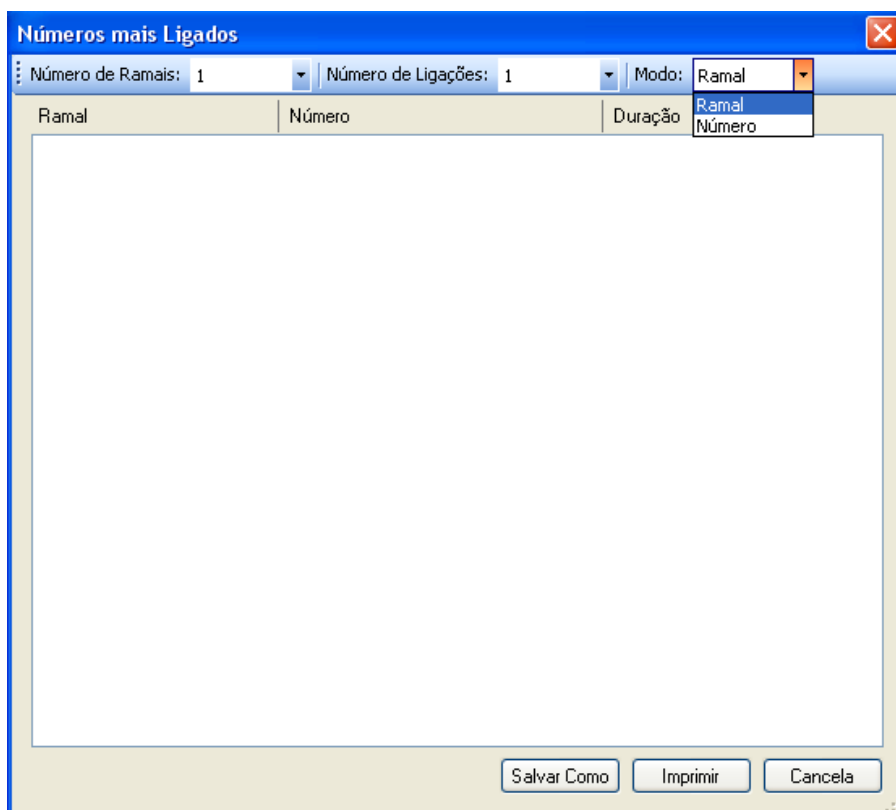 Números mais Ligados
Número de Ramais: 1 Número de Ligações: 1 Modo: Ramal
Ramal
Número
Ramal Número Duração
Salvar Como Imprimir Cancela